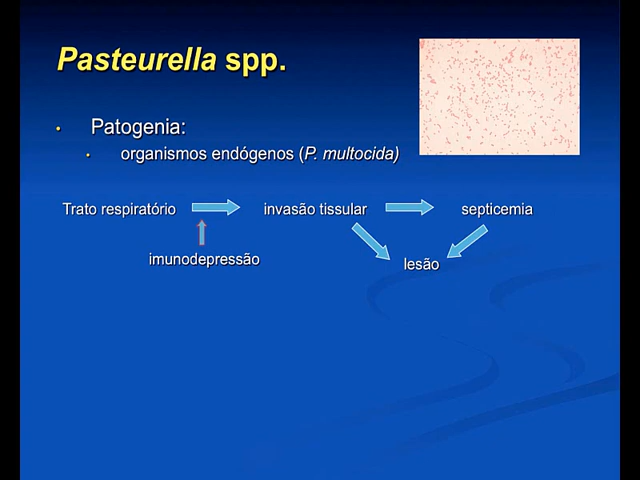 Pasteurella spp.
• Patogenia:
• organismos endógenos (P. multocida)
Trato respiratório invasão tissular septicemia
imunodepressão lesão